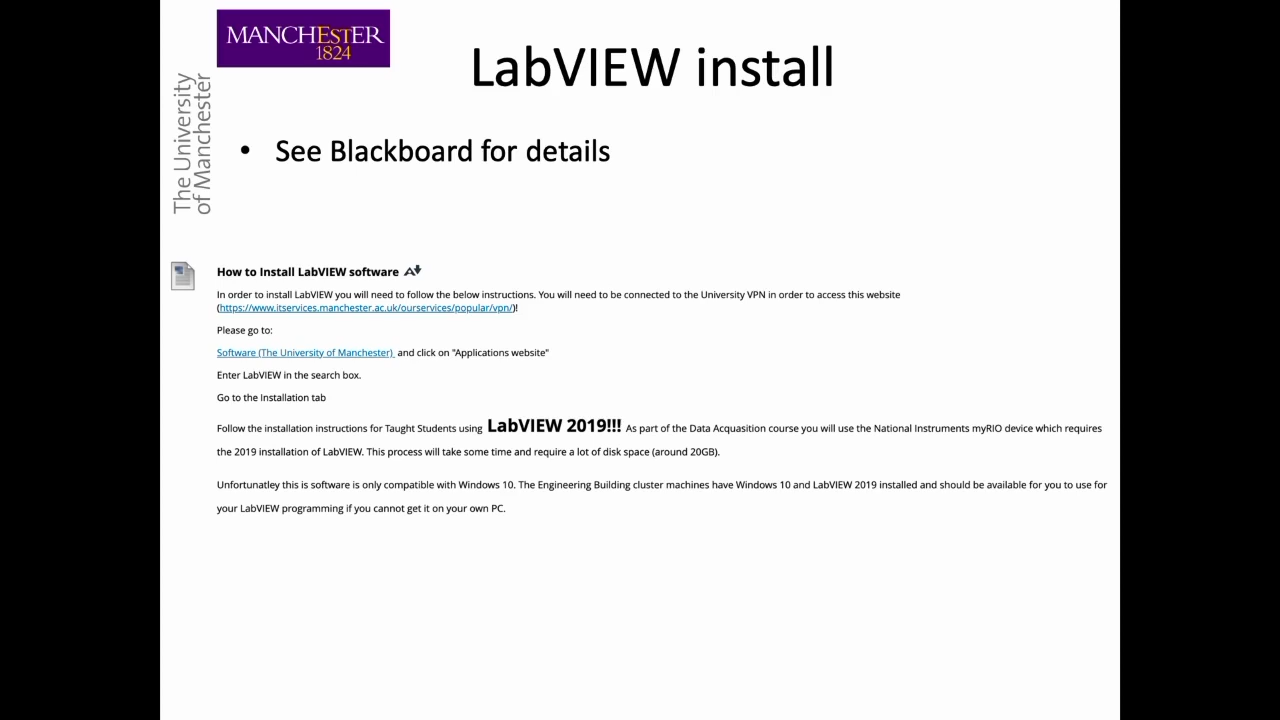 MANCHESTER
1824
The University
of Manchester
LabVIEW install
• See Blackboard for details
How to Install LabVIEW software
In order to install LabVIEW you will need to follow the below instructions. You will need to be connected to the University VPN in order to access this website
(https://www.itservices.manchester.ac.uk/ourservices/popular/vpn/)!
Please go to:
Software (The University of Manchester) and click on "Applications website"
Enter LabVIEW in the search box.
Go to the Installation tab
Follow the installation instructions for Taught Students using LabVIEW 2019!!! As part of the Data Acquasition course you will use the National Instruments myRIO device which requires
the 2019 installation of LabVIEW. This process will take some time and require a lot of disk space (around 20GB).
Unfortunatley this is software is only compatible with Windows 10. The Engineering Building cluster machines have Windows 10 and LabVIEW 2019 installed and should be available for you to use for
your LabVIEW programming if you cannot get it on your own PC.